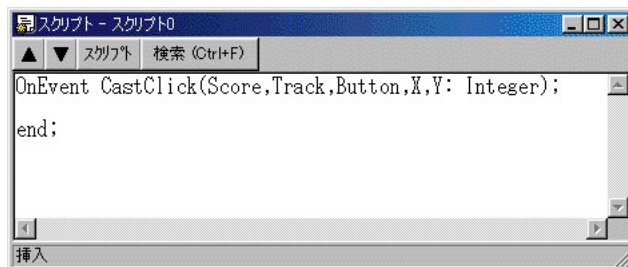 スクリプト - スクリプト0
▲ ▼ スクリプト 検索 (Ctrl+F)
OnEvent CastClick(Score,Track,Button,X,Y: Integer);
end;
挿入